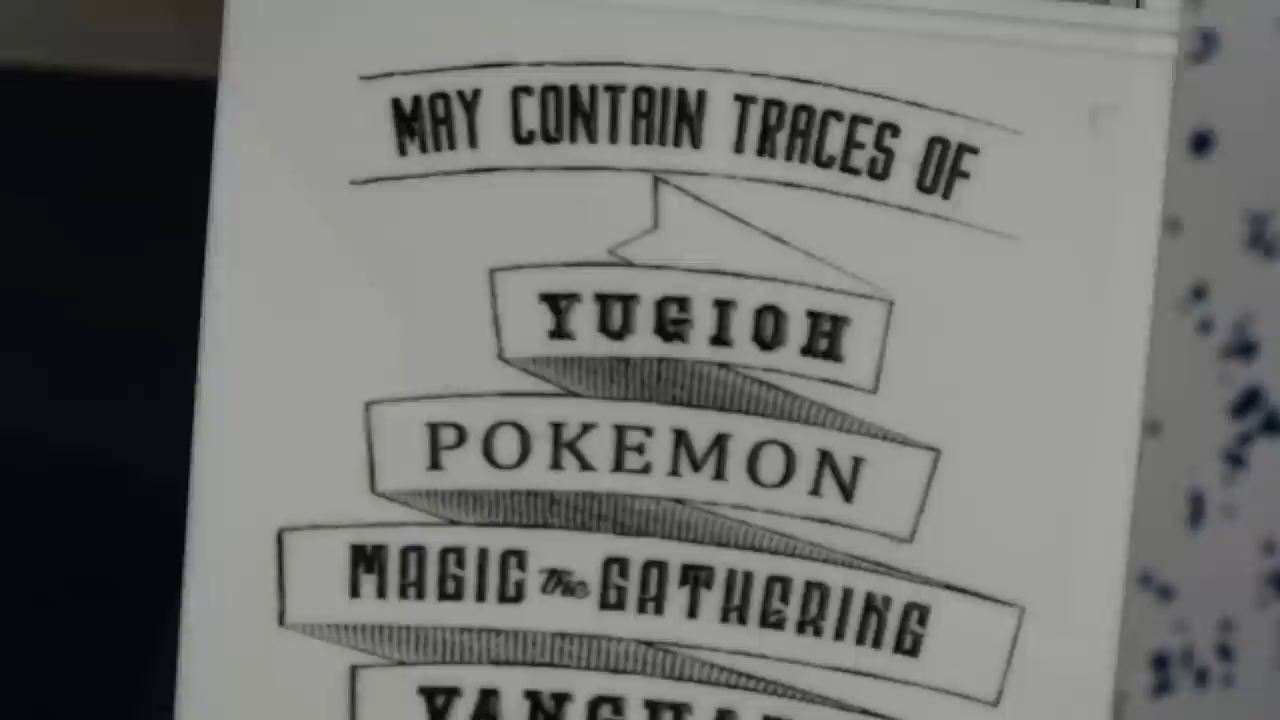 MAY CONTAIN TRACES OF
YUGIOH
POKEMON
MAGIC the GATHERING